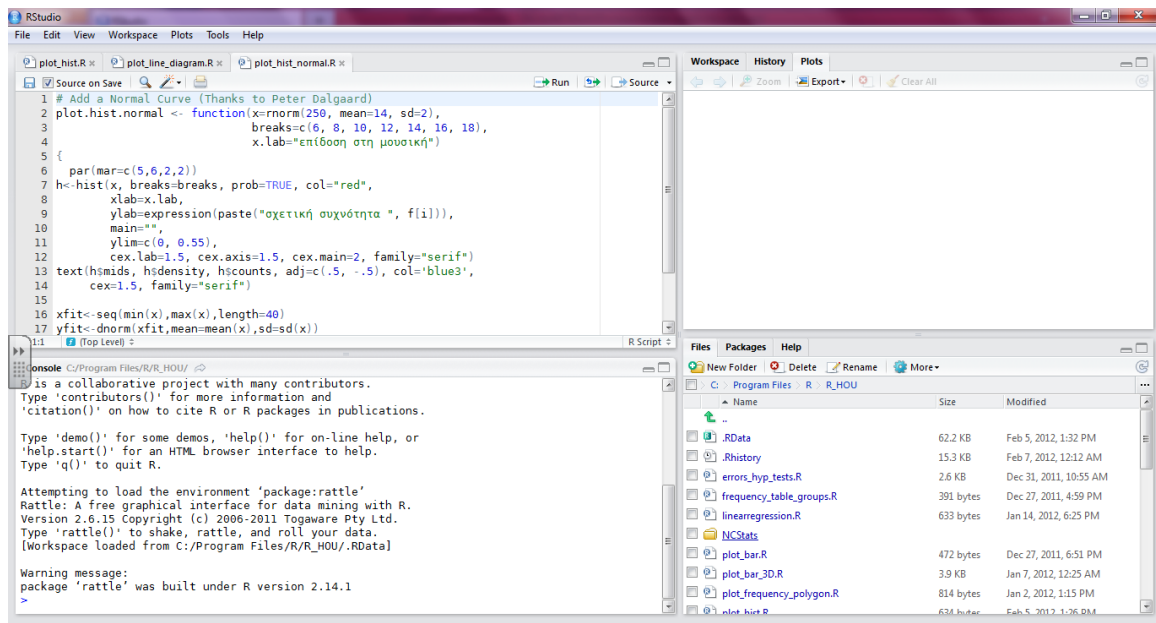 RStudio
File Edit View Workspace Plots Tools Help
plot_hist.R × plot_line_diagram.R × plot_hist_normal.R ×
Source on Save Run Source
1 # Add a Normal Curve (Thanks to Peter Dalgaard)
2 plot.hist.normal <- function(x=rnorm(250, mean=14, sd=2),
3 breaks=c(6, 8, 10, 12, 14, 16, 18),
4 x.lab="επίδοση στη μουσική")
5 {
6 par(mar=c(5,6,2,2))
7 h<-hist(x, breaks=breaks, prob=TRUE, col="red",
8 xlab=x.lab,
9 ylab=expression(paste("σχετική συχνότητα ", f[i])),
10 main="",
11 ylim=c(0, 0.55),
12 cex.lab=1.5, cex.axis=1.5, cex.main=2, family="serif")
13 text(h$mids, h$density, h$counts, adj=c(.5, -.5), col='blue3',
14 cex=1.5, family="serif")
15
16 xfit<-seq(min(x),max(x),length=40)
17 yfit<-dnorm(xfit,mean=mean(x),sd=sd(x))
1:1 (Top Level) R Script
Console C:/Program Files/R/R_HOU/
R is a collaborative project with many contributors.
Type 'contributors()' for more information and
'citation()' on how to cite R or R packages in publications.
Type 'demo()' for some demos, 'help()' for on-line help, or
'help.start()' for an HTML browser interface to help.
Type 'q()' to quit R.
Attempting to load the environment ‘package:rattle’
Rattle: A free graphical interface for data mining with R.
Version 2.6.15 Copyright (c) 2006-2011 Togaware Pty Ltd.
Type 'rattle()' to shake, rattle, and roll your data.
[Workspace loaded from C:/Program Files/R/R_HOU/.RData]
Warning message:
package ‘rattle’ was built under R version 2.14.1
>
Workspace History Plots
Zoom Export Clear All
Files Packages Help
New Folder Delete Rename More
C: Program Files R R_HOU ...
Name Size Modified
..
.RData 62.2 KB Feb 5, 2012, 1:32 PM
.Rhistory 15.3 KB Feb 7, 2012, 12:12 AM
errors_hyp_tests.R 2.6 KB Dec 31, 2011, 10:55 AM
frequency_table_groups.R 391 bytes Dec 27, 2011, 4:59 PM
linearregression.R 633 bytes Jan 14, 2012, 6:25 PM
NCStats
plot_bar.R 472 bytes Dec 27, 2011, 6:51 PM
plot_bar_3D.R 3.9 KB Jan 7, 2012, 12:25 AM
plot_frequency_polygon.R 814 bytes Jan 2, 2012, 1:15 PM
plot_hist.R 634 bytes Feb 5, 2012, 1:26 PM